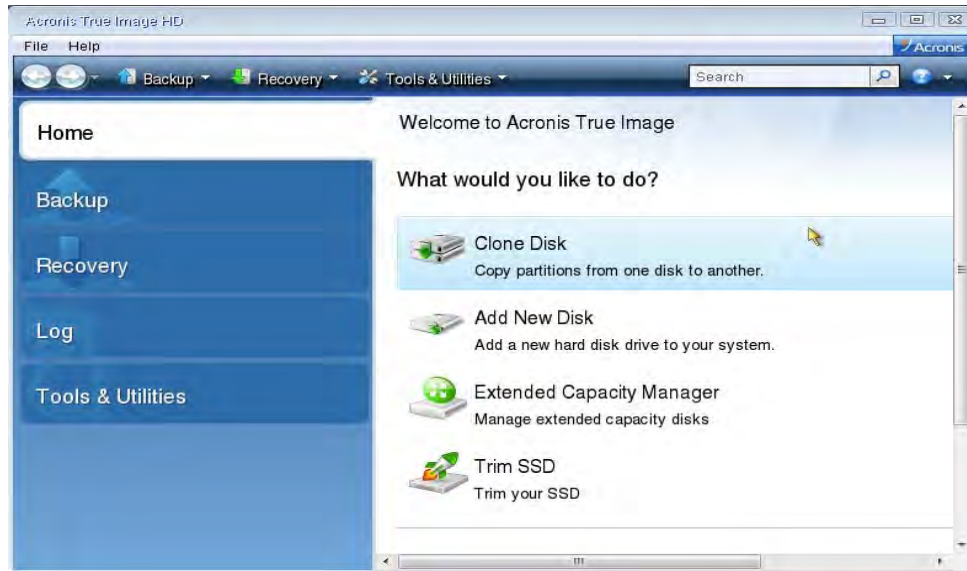 Acronis True Image HD
File Help
Acronis
Backup Recovery Tools & Utilities Search
Home
Backup
Recovery
Log
Tools & Utilities
Welcome to Acronis True Image
What would you like to do?
Clone Disk
Copy partitions from one disk to another.
Add New Disk
Add a new hard disk drive to your system.
Extended Capacity Manager
Manage extended capacity disks
Trim SSD
Trim your SSD